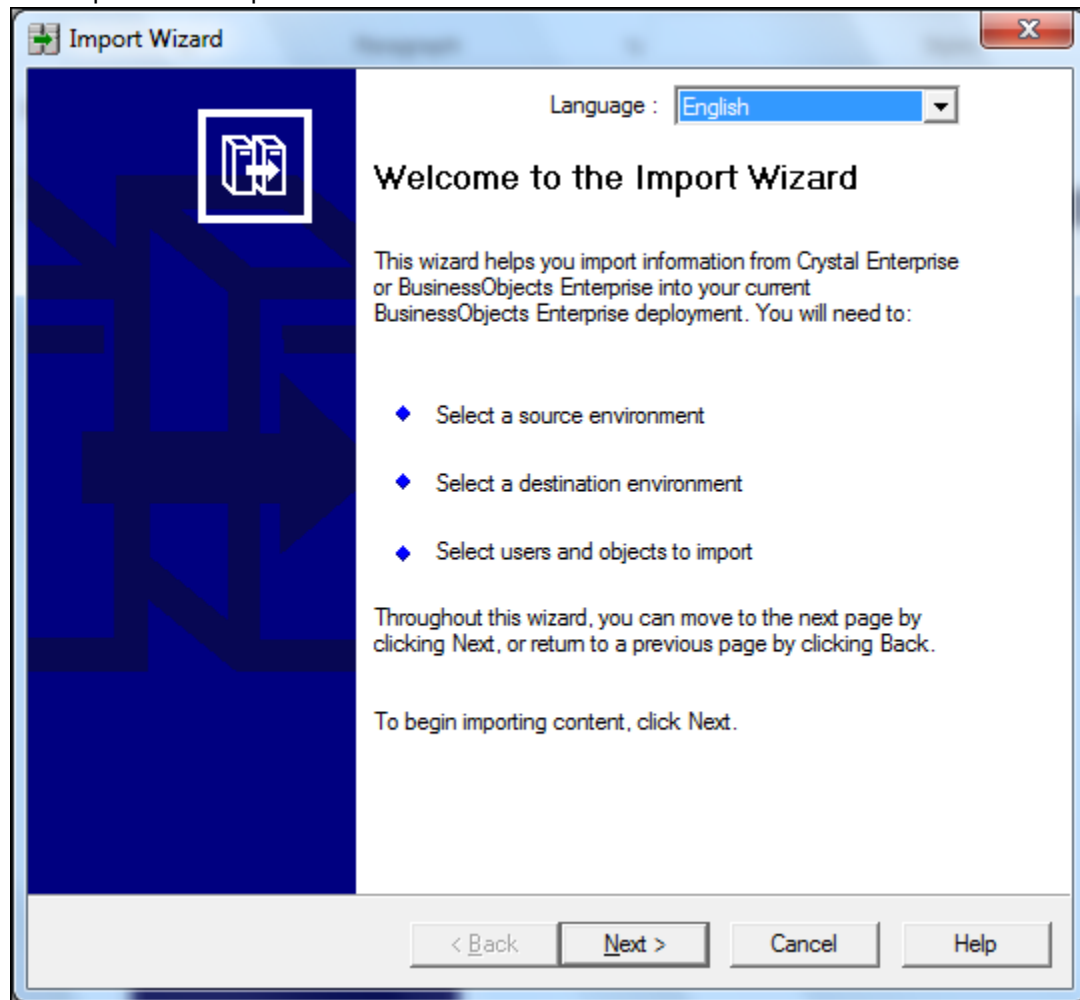 Import Wizard
Language : English
Welcome to the Import Wizard
This wizard helps you import information from Crystal Enterprise
or BusinessObjects Enterprise into your current
BusinessObjects Enterprise deployment. You will need to:
Select a source environment
Select a destination environment
Select users and objects to import
Throughout this wizard, you can move to the next page by
clicking Next, or return to a previous page by clicking Back.
To begin importing content, click Next.
< Back Next > Cancel Help